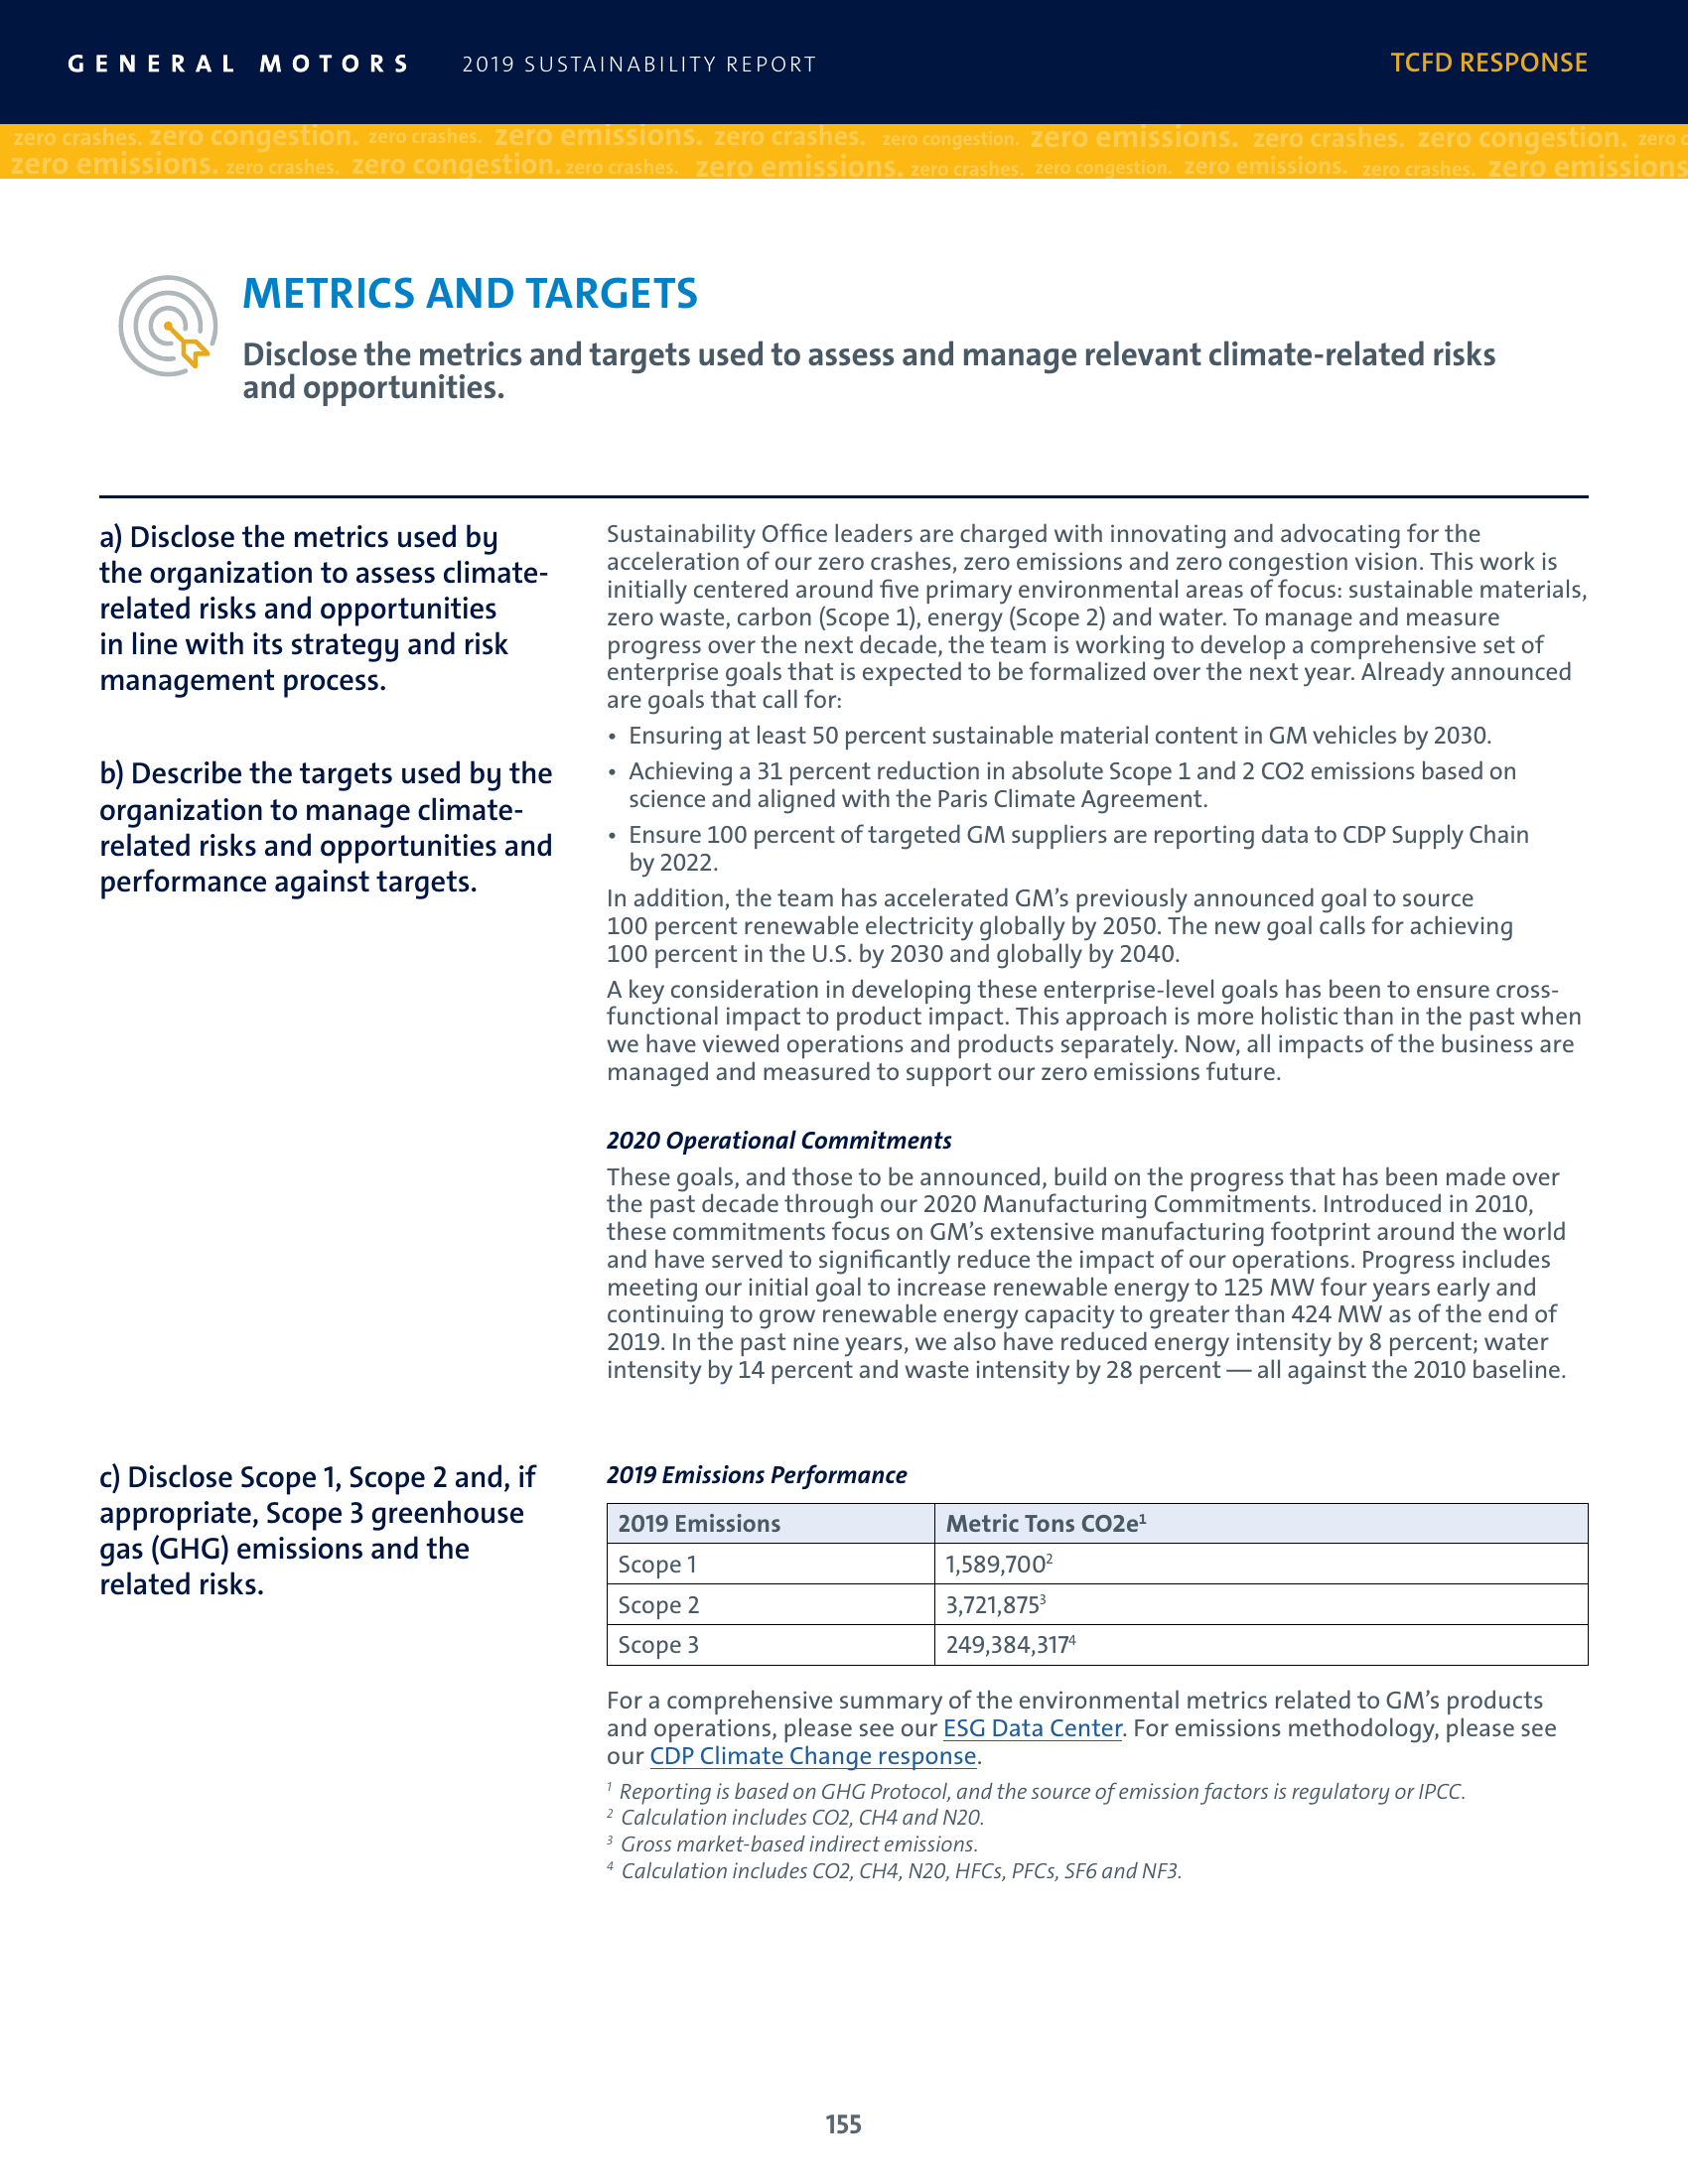 GENERAL MOTORS 2019 SUSTAINABILITY REPORT TCFD RESPONSE
zero crashes. zero congestion. zero crashes. zero emissions. zero crashes. zero congestion. zero emissions. zero crashes. zero congestion. zero c
zero emissions. zero crashes. zero congestion. zero crashes. zero emissions. zero crashes. zero congestion. zero emissions. zero crashes. zero emissions
METRICS AND TARGETS
Disclose the metrics and targets used to assess and manage relevant climate-related risks
and opportunities.
a) Disclose the metrics used by
the organization to assess climate-
related risks and opportunities
in line with its strategy and risk
management process.
b) Describe the targets used by the
organization to manage climate-
related risks and opportunities and
performance against targets.
Sustainability Office leaders are charged with innovating and advocating for the
acceleration of our zero crashes, zero emissions and zero congestion vision. This work is
initially centered around five primary environmental areas of focus: sustainable materials,
zero waste, carbon (Scope 1), energy (Scope 2) and water. To manage and measure
progress over the next decade, the team is working to develop a comprehensive set of
enterprise goals that is expected to be formalized over the next year. Already announced
are goals that call for:
• Ensuring at least 50 percent sustainable material content in GM vehicles by 2030.
• Achieving a 31 percent reduction in absolute Scope 1 and 2 CO2 emissions based on
science and aligned with the Paris Climate Agreement.
• Ensure 100 percent of targeted GM suppliers are reporting data to CDP Supply Chain
by 2022.
In addition, the team has accelerated GM's previously announced goal to source
100 percent renewable electricity globally by 2050. The new goal calls for achieving
100 percent in the U.S. by 2030 and globally by 2040.
A key consideration in developing these enterprise-level goals has been to ensure cross-
functional impact to product impact. This approach is more holistic than in the past when
we have viewed operations and products separately. Now, all impacts of the business are
managed and measured to support our zero emissions future.
2020 Operational Commitments
These goals, and those to be announced, build on the progress that has been made over
the past decade through our 2020 Manufacturing Commitments. Introduced in 2010,
these commitments focus on GM's extensive manufacturing footprint around the world
and have served to significantly reduce the impact of our operations. Progress includes
meeting our initial goal to increase renewable energy to 125 MW four years early and
continuing to grow renewable energy capacity to greater than 424 MW as of the end of
2019. In the past nine years, we also have reduced energy intensity by 8 percent; water
intensity by 14 percent and waste intensity by 28 percent — all against the 2010 baseline.
c) Disclose Scope 1, Scope 2 and, if
appropriate, Scope 3 greenhouse
gas (GHG) emissions and the
related risks.
2019 Emissions Performance
2019 Emissions Metric Tons CO2e¹
Scope 1 1,589,700²
Scope 2 3,721,875³
Scope 3 249,384,317⁴
For a comprehensive summary of the environmental metrics related to GM's products
and operations, please see our ESG Data Center. For emissions methodology, please see
our CDP Climate Change response.
¹ Reporting is based on GHG Protocol, and the source of emission factors is regulatory or IPCC.
² Calculation includes CO2, CH4 and N20.
³ Gross market-based indirect emissions.
⁴ Calculation includes CO2, CH4, N20, HFCs, PFCs, SF6 and NF3.
155